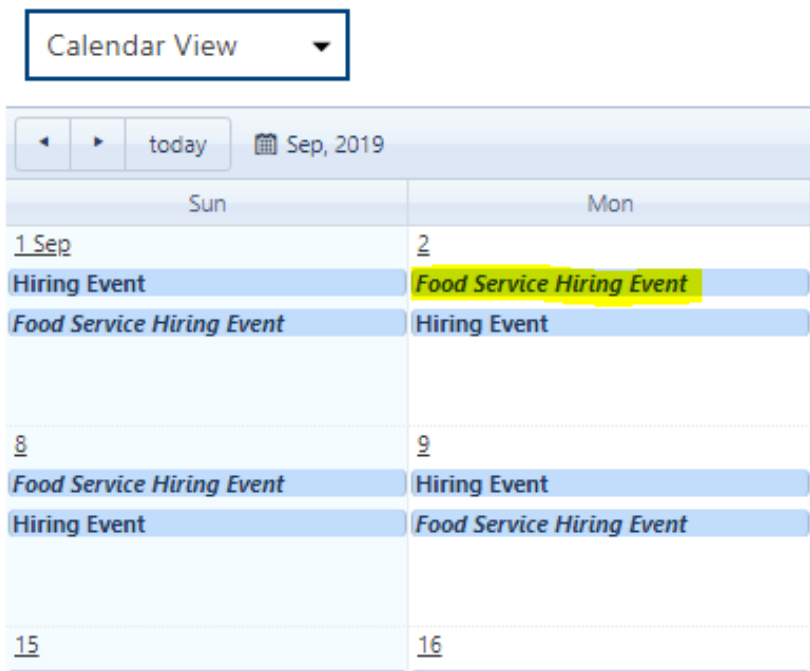 Calendar View
today Sep, 2019
Sun Mon
1 Sep 2
Hiring Event Food Service Hiring Event
Food Service Hiring Event Hiring Event
8 9
Food Service Hiring Event Hiring Event
Hiring Event Food Service Hiring Event
15 16